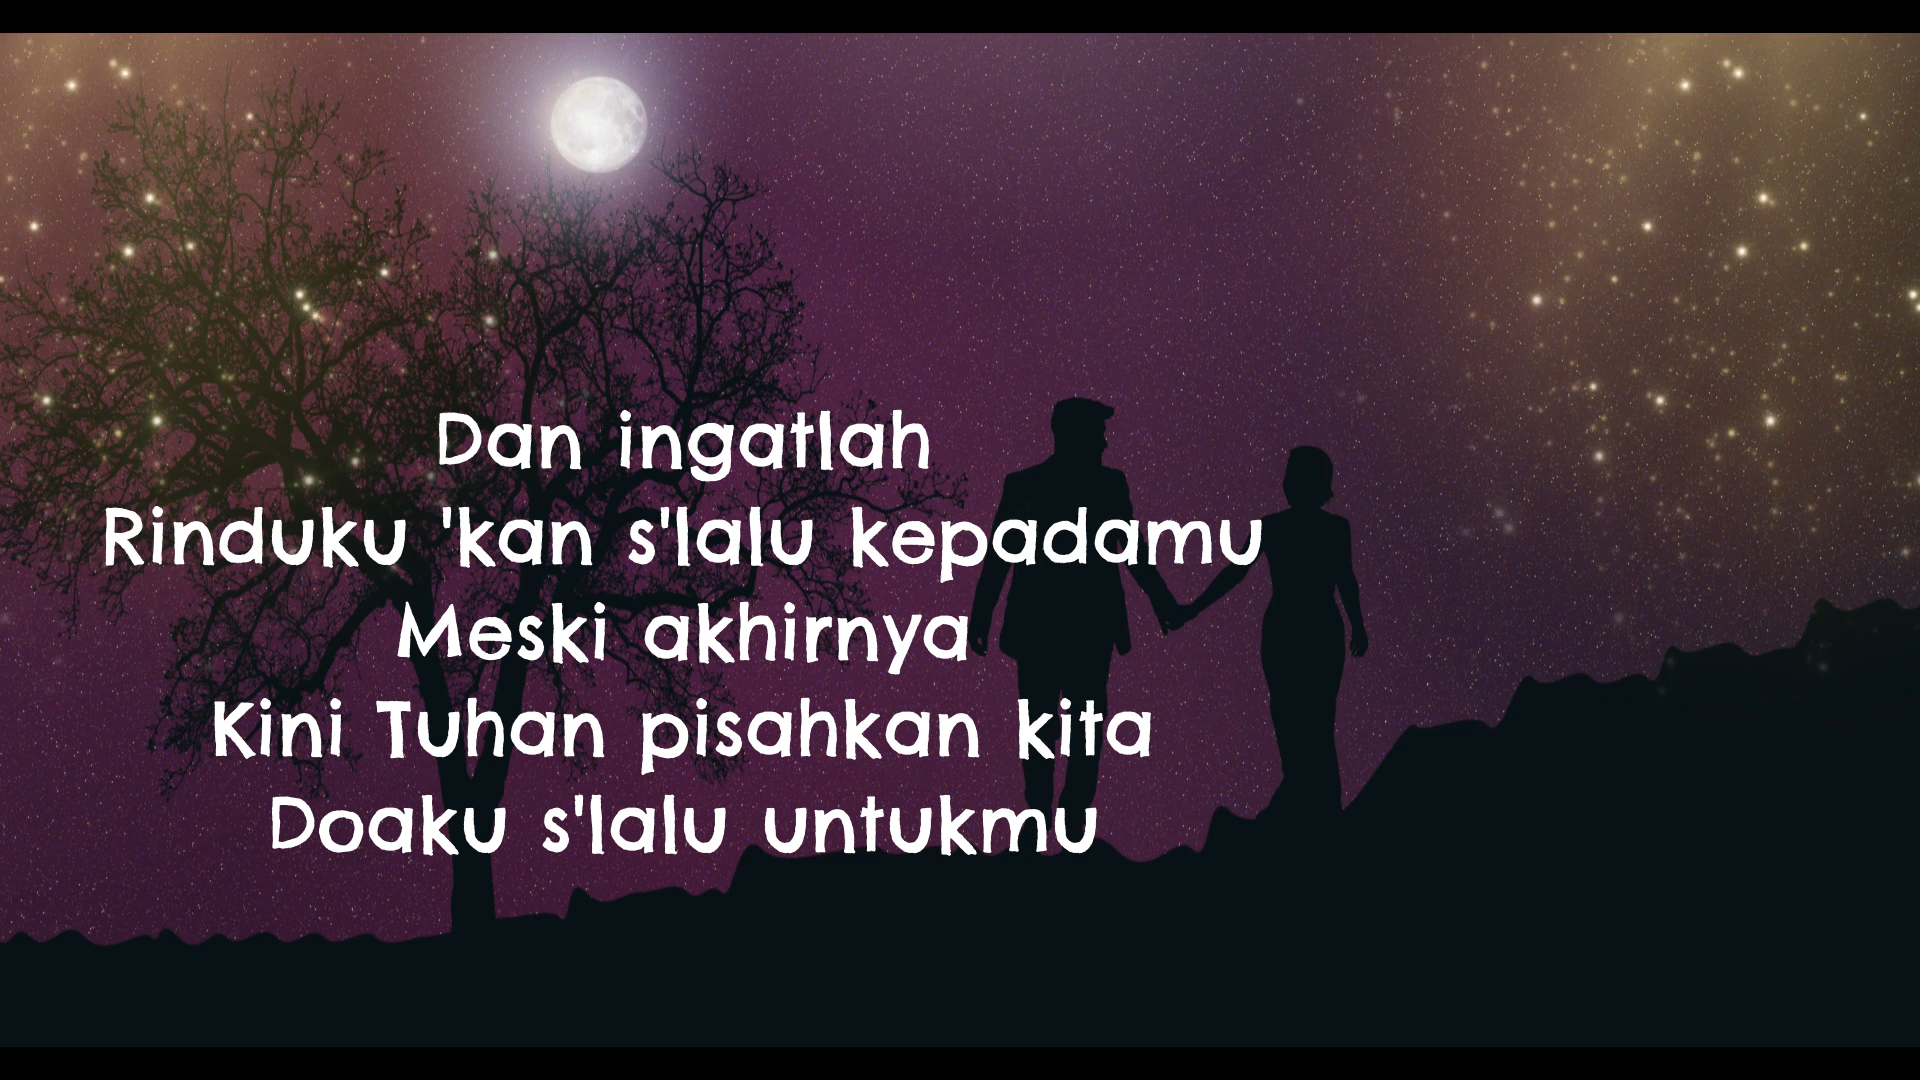 Dan ingatlah
Rinduku 'kan s'lalu kepadamu
Meski akhirnya
Kini Tuhan pisahkan kita
Doaku s'lalu untukmu